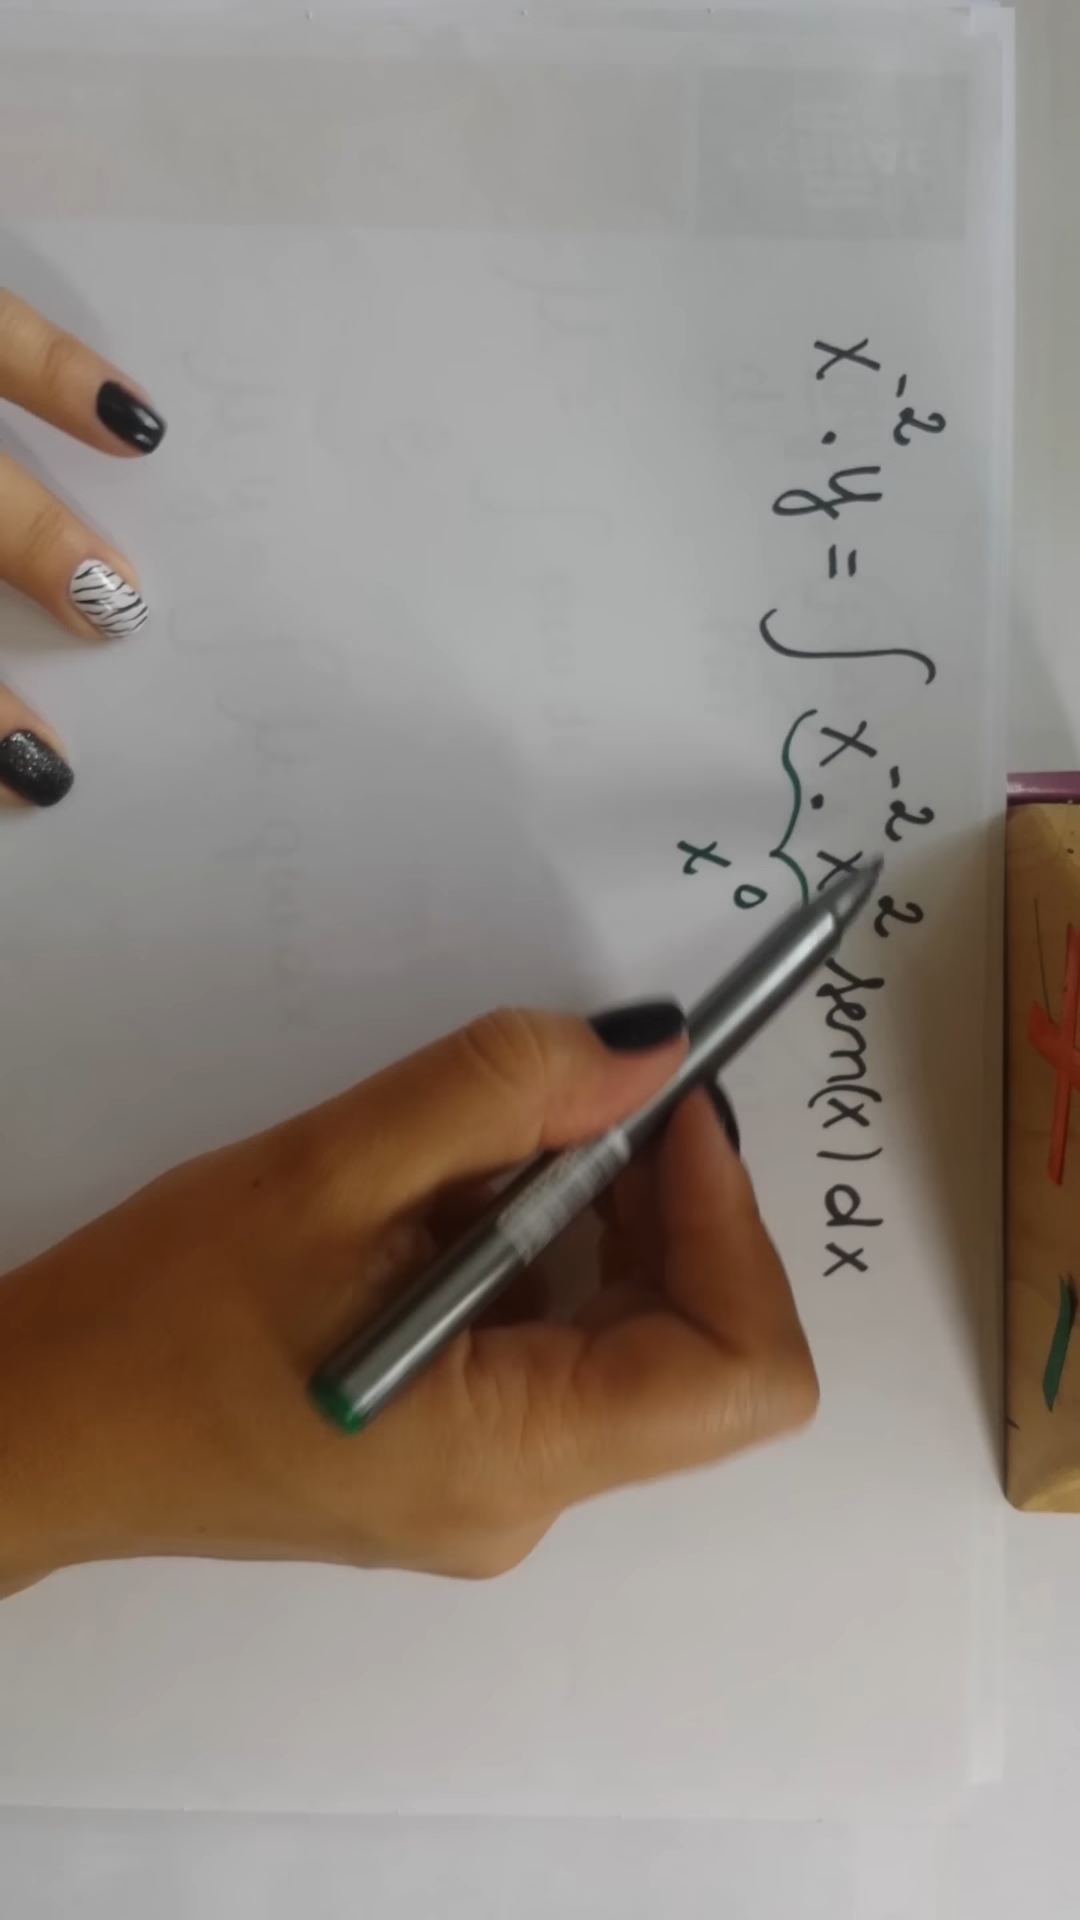 x⁻² . y = ∫ x⁻² . x² sen(x) dx
x⁰